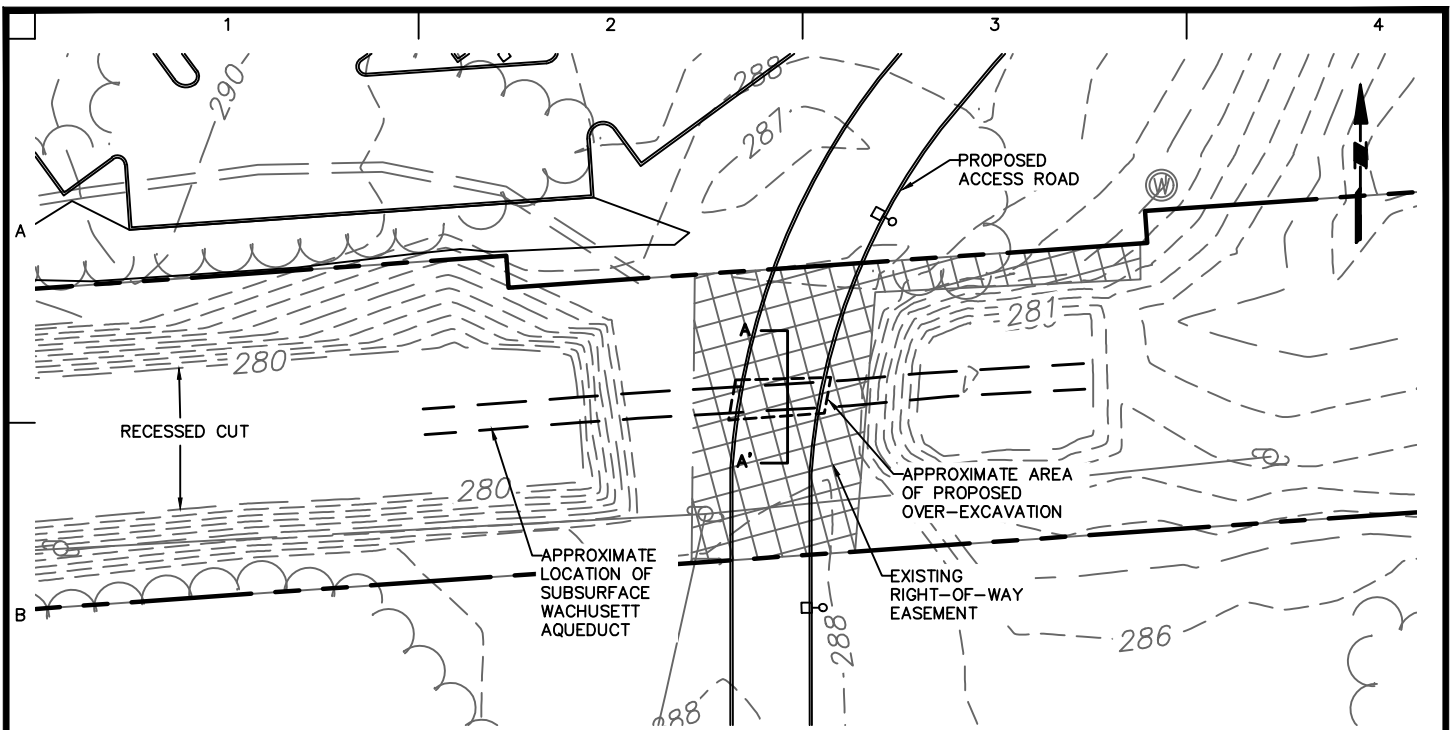 1
2
3
4
290
288
287
PROPOSED
ACCESS ROAD
W
N
A
281
280
A
RECESSED CUT
A'
280
APPROXIMATE AREA
OF PROPOSED
OVER-EXCAVATION
APPROXIMATE
LOCATION OF
SUBSURFACE
WACHUSETT
AQUEDUCT
EXISTING
RIGHT-OF-WAY
EASEMENT
B
288
286
288